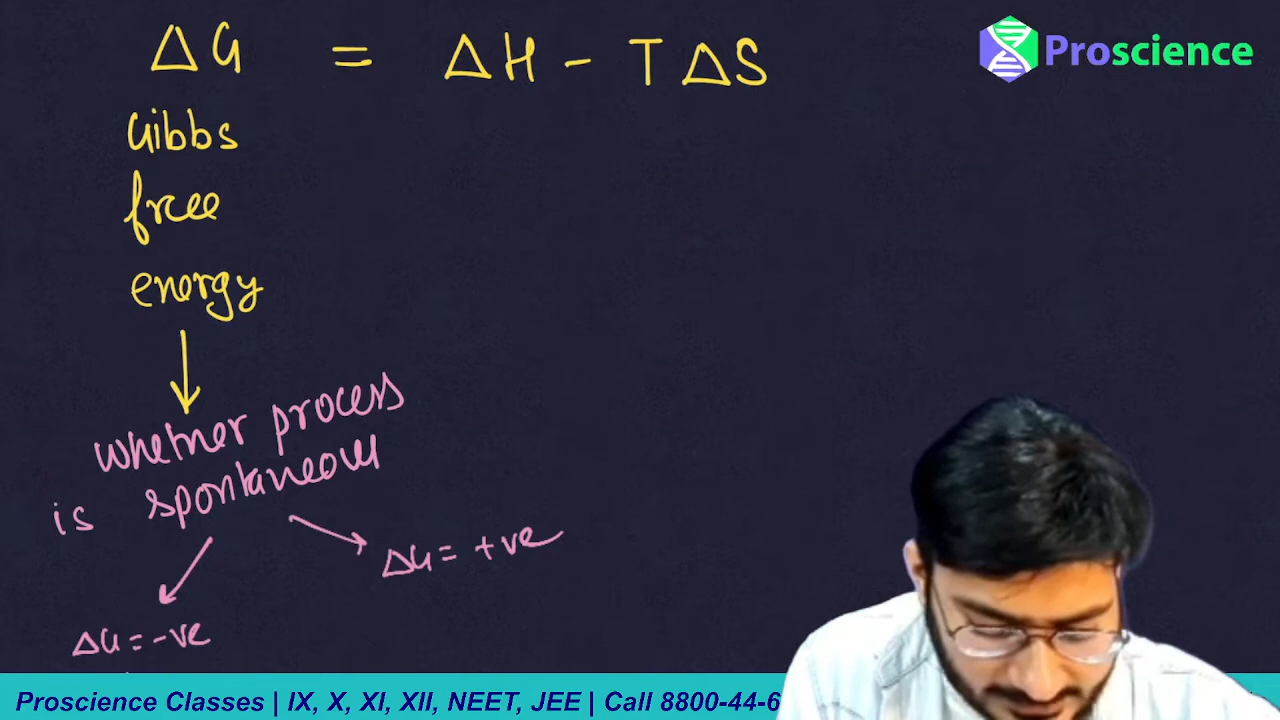 ΔG = ΔH - TΔS
Proscience
Gibbs
free
energy
whether process
is spontaneous
ΔG = +ve
ΔG = -ve
Proscience Classes | IX, X, XI, XII, NEET, JEE | Call 8800-44-6